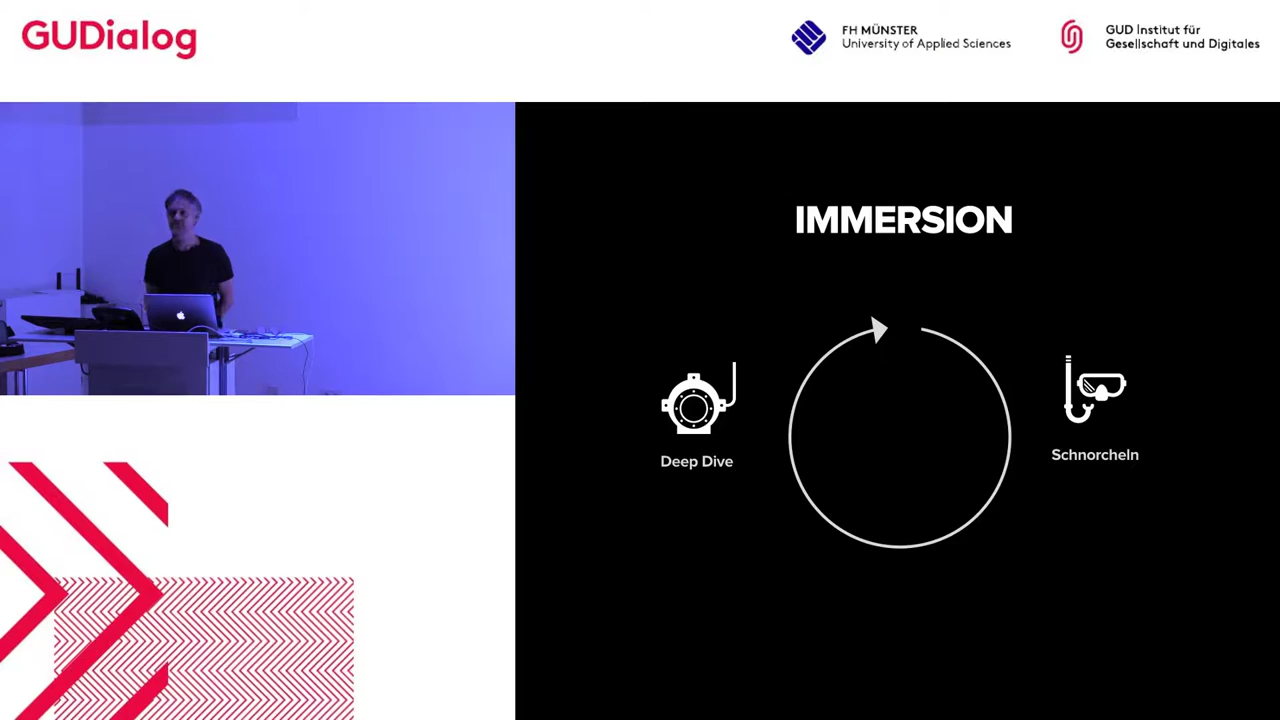 GUDialog
FH MÜNSTER
University of Applied Sciences
GUD Institut für
Gesellschaft und Digitales
IMMERSION
Deep Dive
Schnorcheln